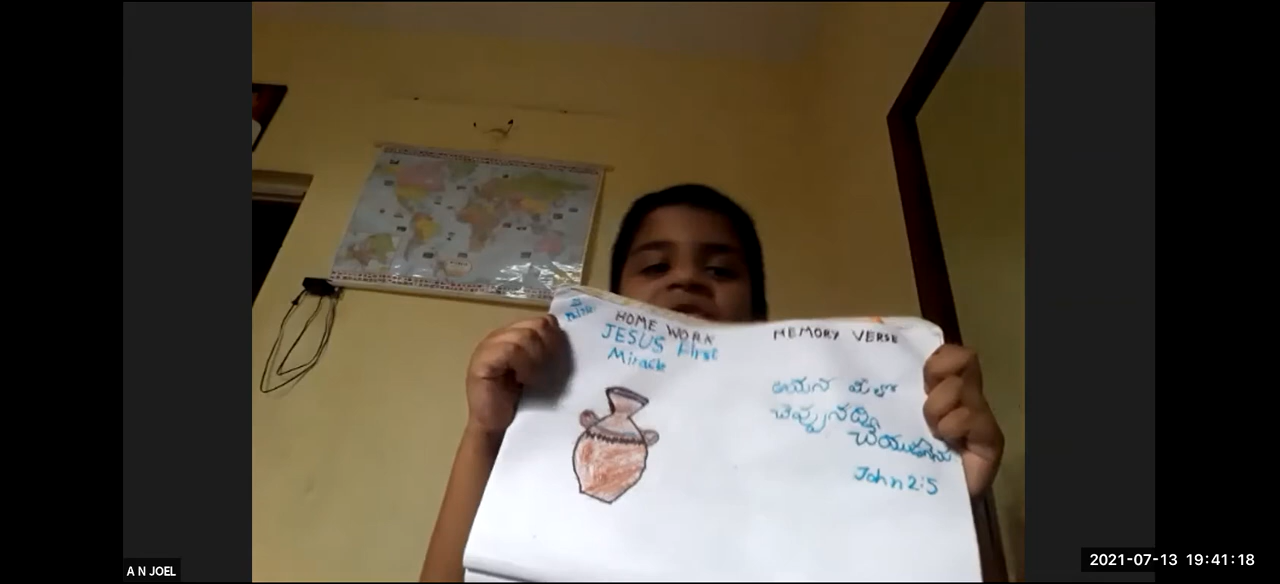 HOME WORK
JESUS First
Miracle
MEMORY VERSE
ఆయన మీతో
చెప్పునది
చేయుడనెను
John 2:5
A N JOEL
2021-07-13 19:41:18